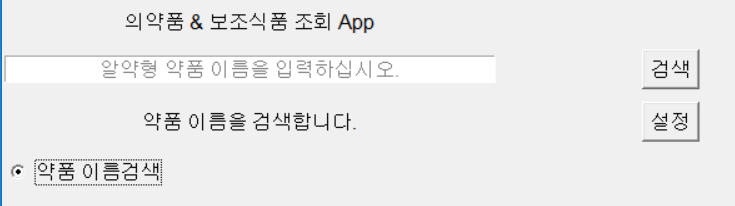 의약품 & 보조식품 조회 App
알약형 약품 이름을 입력하십시오.
검색
약품 이름을 검색합니다.
설정
약품 이름검색